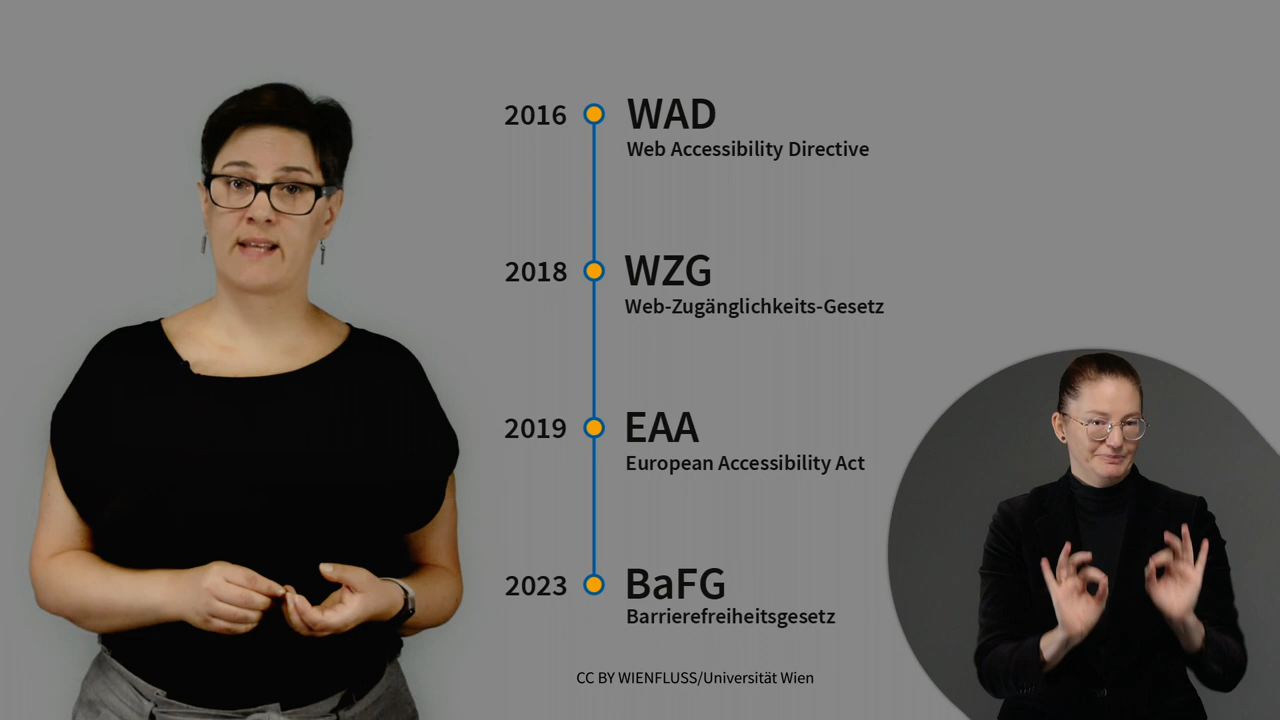 2016 WAD
Web Accessibility Directive
2018 WZG
Web-Zugänglichkeits-Gesetz
2019 EAA
European Accessibility Act
2023 BaFG
Barrierefreiheitsgesetz
CC BY WIENFLUSS/Universität Wien